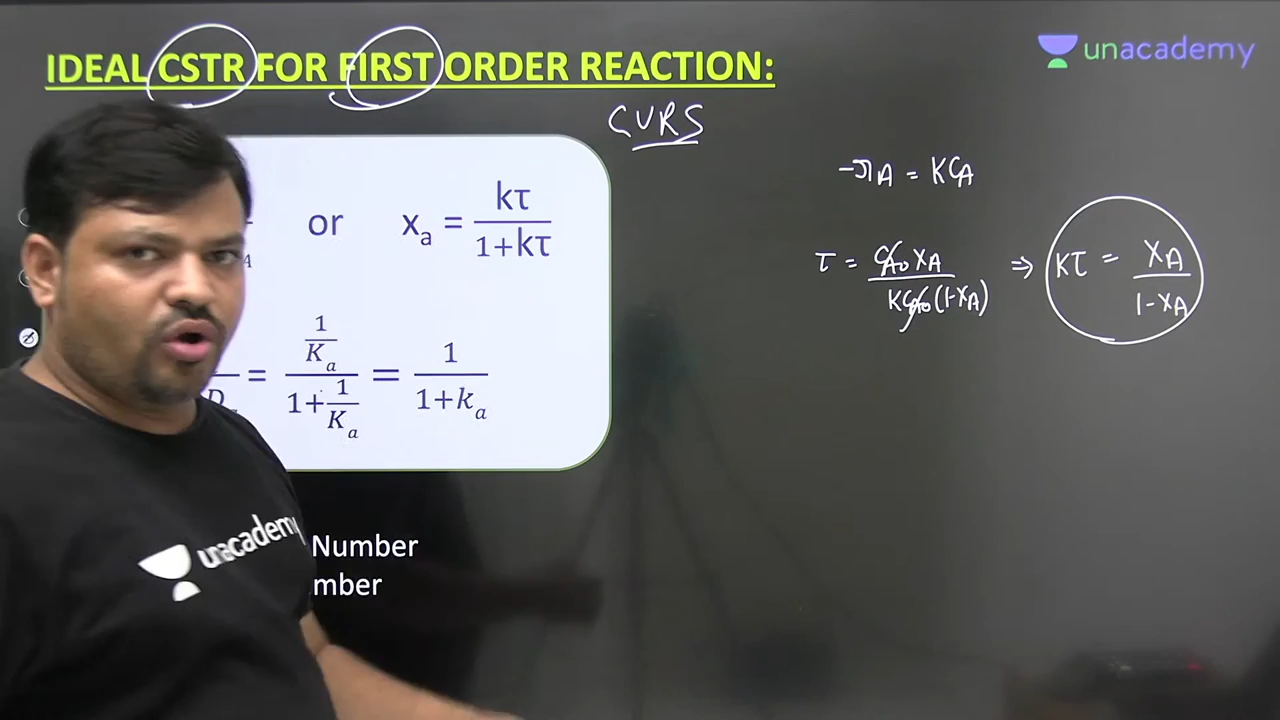 IDEAL CSTR FOR FIRST ORDER REACTION:
unacademy
CVRS
-rA = KCA
or xₐ = kτ / 1+kτ
τ = CA0 XA / KCA0 (1-XA) ⇒ Kτ = XA / 1-XA
= 1/Kₐ / 1+1/Kₐ = 1 / 1+kₐ
Number
unacademy